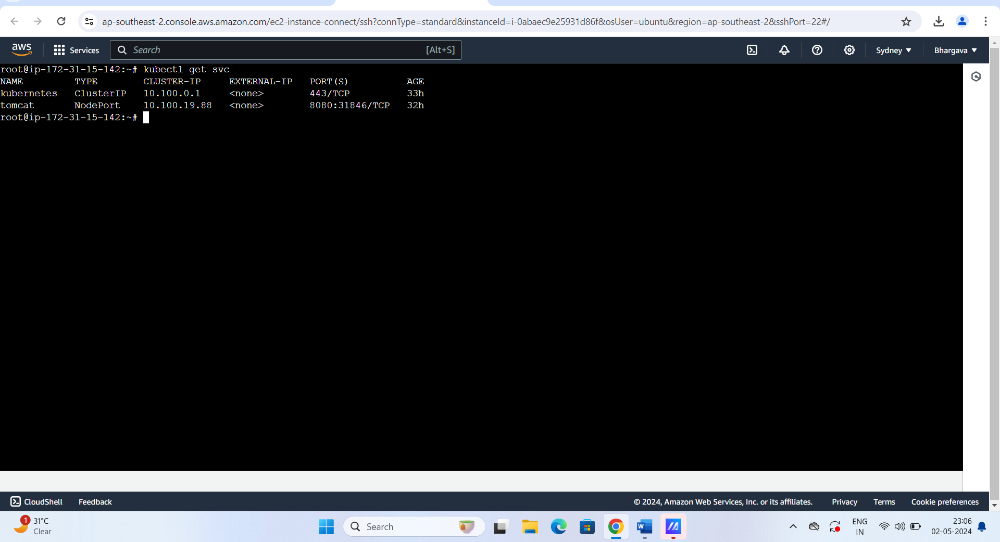 ap-southeast-2.console.aws.amazon.com/ec2-instance-connect/ssh?connType=standard&instanceId=i-0abaec9e25931d86f&osUser=ubuntu&region=ap-southeast-2&sshPort=22#/
aws Services Search [Alt+S] Sydney ▼ Bhargava ▼
root@ip-172-31-15-142:~# kubectl get svc
NAME TYPE CLUSTER-IP EXTERNAL-IP PORT(S) AGE
kubernetes ClusterIP 10.100.0.1 <none> 443/TCP 33h
tomcat NodePort 10.100.19.88 <none> 8080:31846/TCP 32h
root@ip-172-31-15-142:~#
CloudShell Feedback © 2024, Amazon Web Services, Inc. or its affiliates. Privacy Terms Cookie preferences
1 31°C Search ENG 23:06
Clear IN 02-05-2024